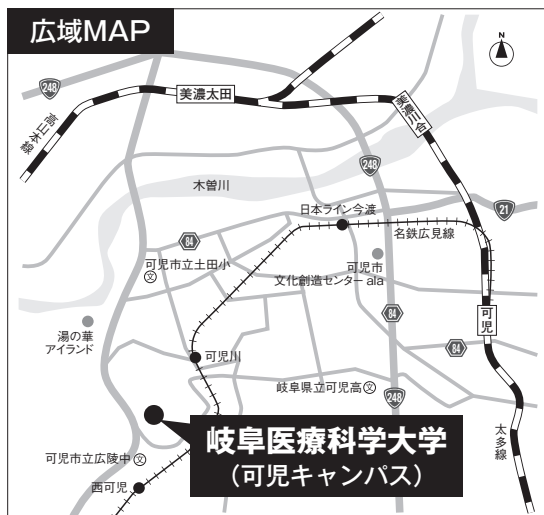 広域MAP
N
248
美濃太田
高山本線
美濃川合
248
木曽川
日本ライン今渡
21
84
名鉄広見線
可児市立土田小
文
可児市
文化創造センター ala
湯の華
アイランド
84
可児
84
可児川
岐阜県立可児高
文
248
太多線
岐阜医療科学大学
(可児キャンパス)
可児市立広陵中
文
西可児